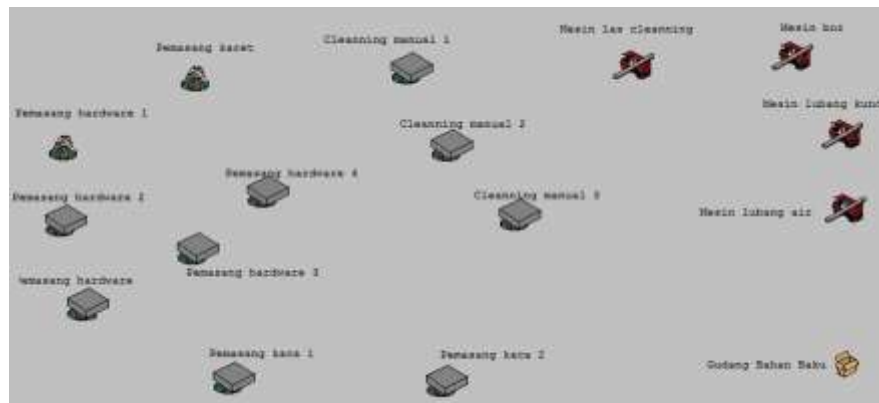 Mesin las cleanning
Mesin bor
Cleanning manual 1
Pemasang karet
Mesin lubang kunc
Pemasang hardware 1
Cleanning manual 2
Pemasang hardware 4
Pemasang hardware 2
Cleanning manual 3
Mesin lubang air
Pemasang hardware 3
emasang hardware
Pemasang kaca 1
Pemasang kaca 2
Gudang Bahan Baku